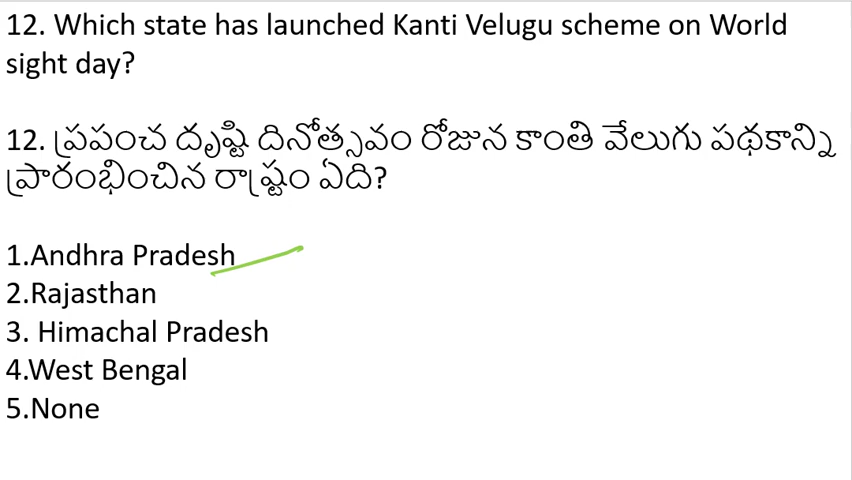 12. Which state has launched Kanti Velugu scheme on World
sight day?
12. ప్రపంచ దృష్టి దినోత్సవం రోజున కాంతి వేలుగు పథకాన్ని
ప్రారంభించిన రాష్ట్రం ఏది?
1.Andhra Pradesh
2.Rajasthan
3. Himachal Pradesh
4.West Bengal
5.None